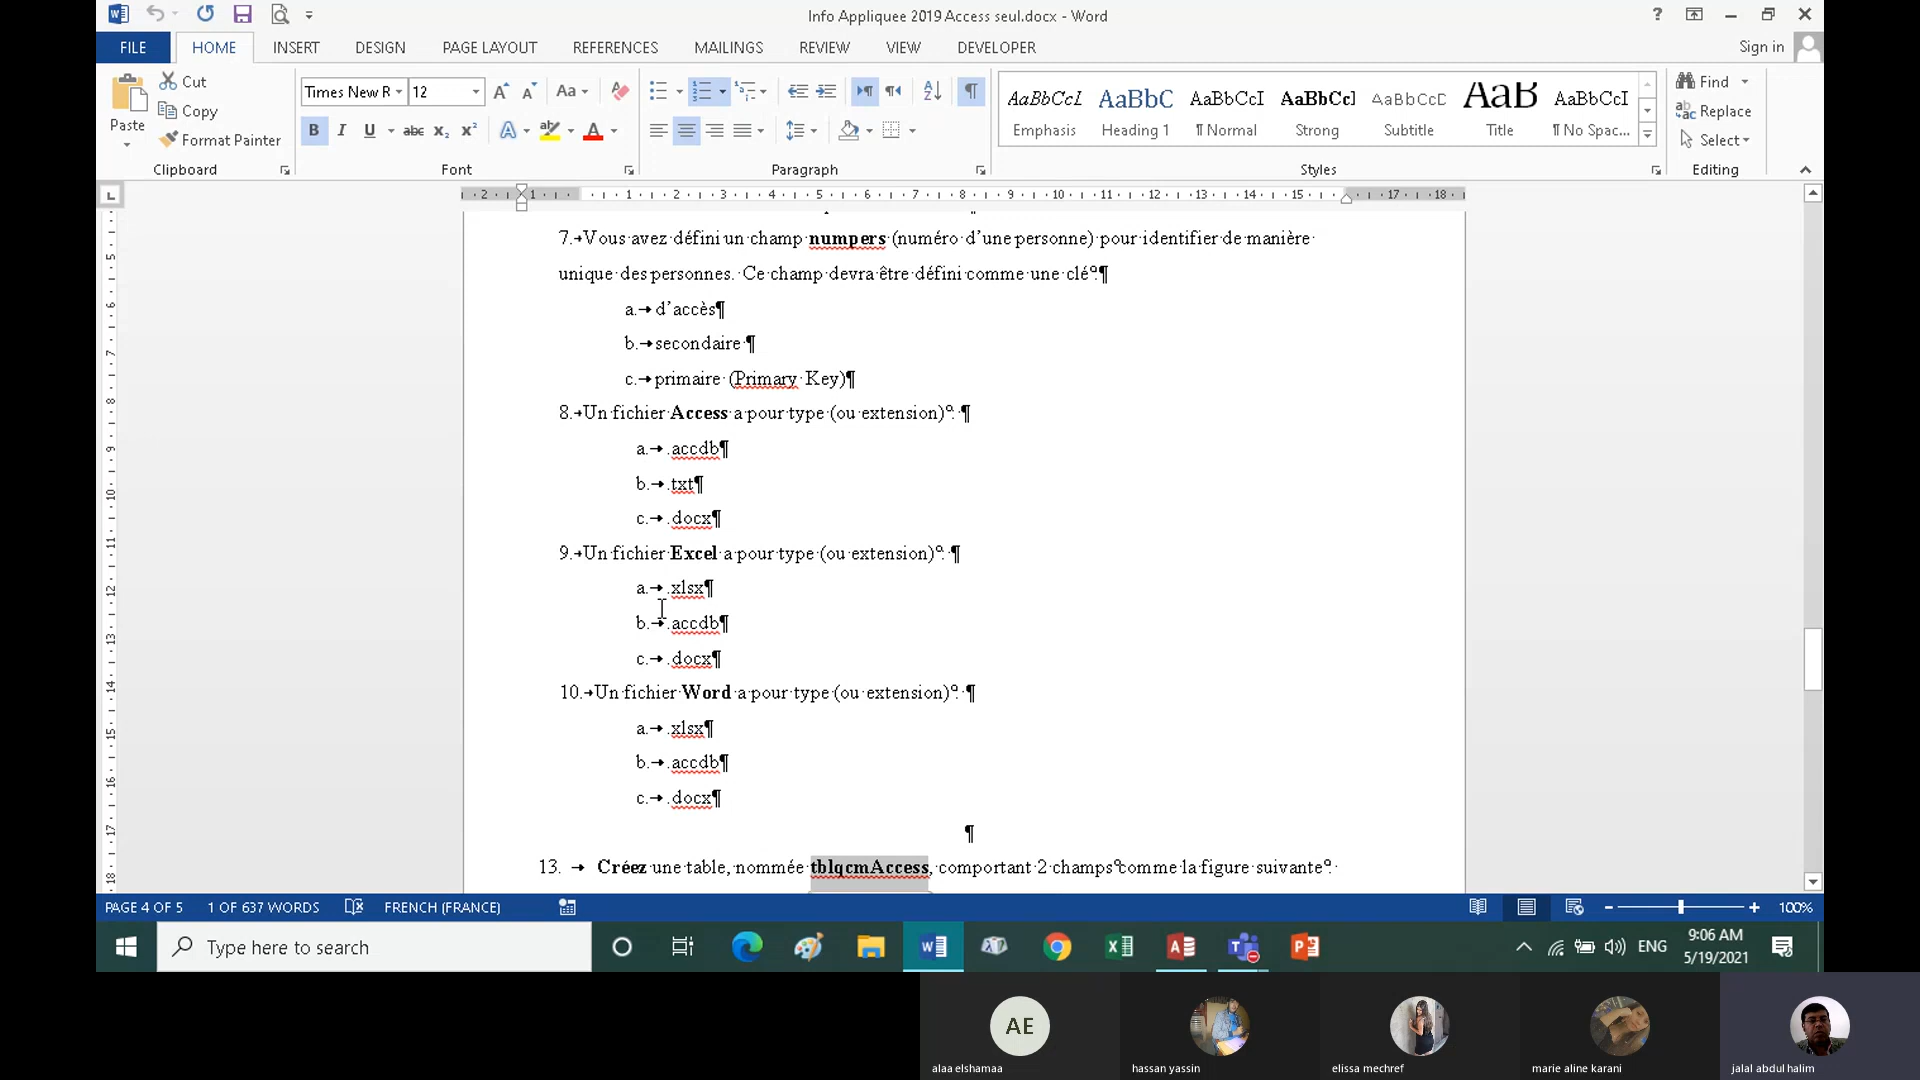 Info Appliquee 2019 Access seul.docx - Word
FILE HOME INSERT DESIGN PAGE LAYOUT REFERENCES MAILINGS REVIEW VIEW DEVELOPER Sign in
Cut
Copy
Format Painter
Paste
Clipboard
Times New R 12
Font
Paragraph
AaBbCcI AaBbC AaBbCcI AaBbCcI AaBbCcD AaB AaBbCcI
Emphasis Heading 1 ¶ Normal Strong Subtitle Title ¶ No Spac...
Styles
Find
Replace
Select
Editing
7. Vous avez défini un champ numpers (numéro d’une personne) pour identifier de manière
unique des personnes. Ce champ devra être défini comme une clé°:¶
a. d’accès¶
b. secondaire ¶
c. primaire (Primary Key)¶
8. Un fichier Access a pour type (ou extension)°: ¶
a. .accdb¶
b. .txt¶
c. .docx¶
9. Un fichier Excel a pour type (ou extension)°: ¶
a. .xlsx¶
b. .accdb¶
c. .docx¶
10. Un fichier Word a pour type (ou extension)°: ¶
a. .xlsx¶
b. .accdb¶
c. .docx¶
¶
13. Créez une table, nommée tblqcmAccess, comportant 2 champs°comme la figure suivante°:
PAGE 4 OF 5 1 OF 637 WORDS FRENCH (FRANCE) 100%
Type here to search
ENG
9:06 AM
5/19/2021
AE
alaa elshamaa hassan yassin elissa mechref marie aline karani jalal abdul halim